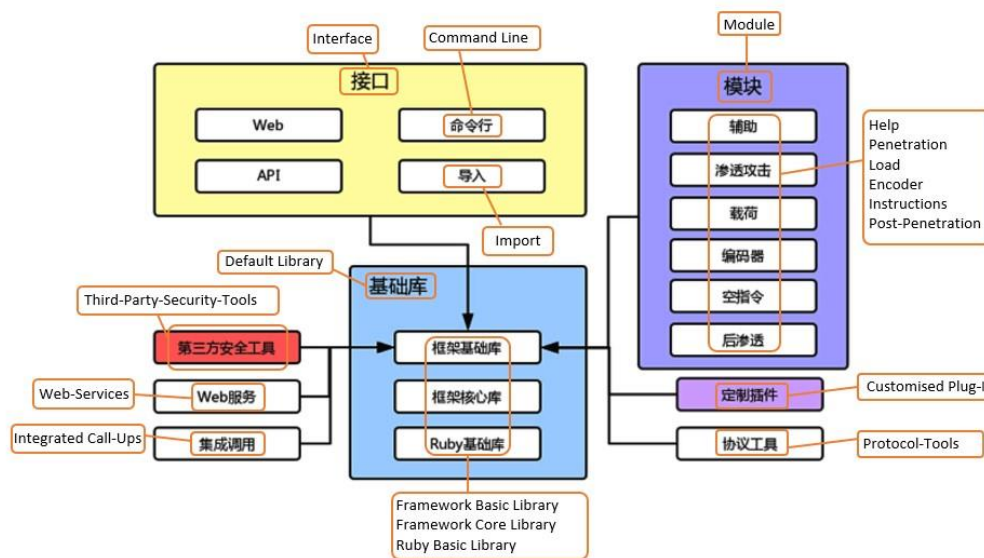 Interface
Command Line
Module
接口
模块
Web
命令行
辅助
API
导入
渗透攻击
载荷
编码器
空指令
后渗透
Help
Penetration
Load
Encoder
Instructions
Post-Penetration
Import
Default Library
基础库
Third-Party-Security-Tools
第三方安全工具
框架基础库
Web-Services
Web服务
框架核心库
定制插件
Customised Plug-I
Integrated Call-Ups
集成调用
Ruby基础库
协议工具
Protocol-Tools
Framework Basic Library
Framework Core Library
Ruby Basic Library